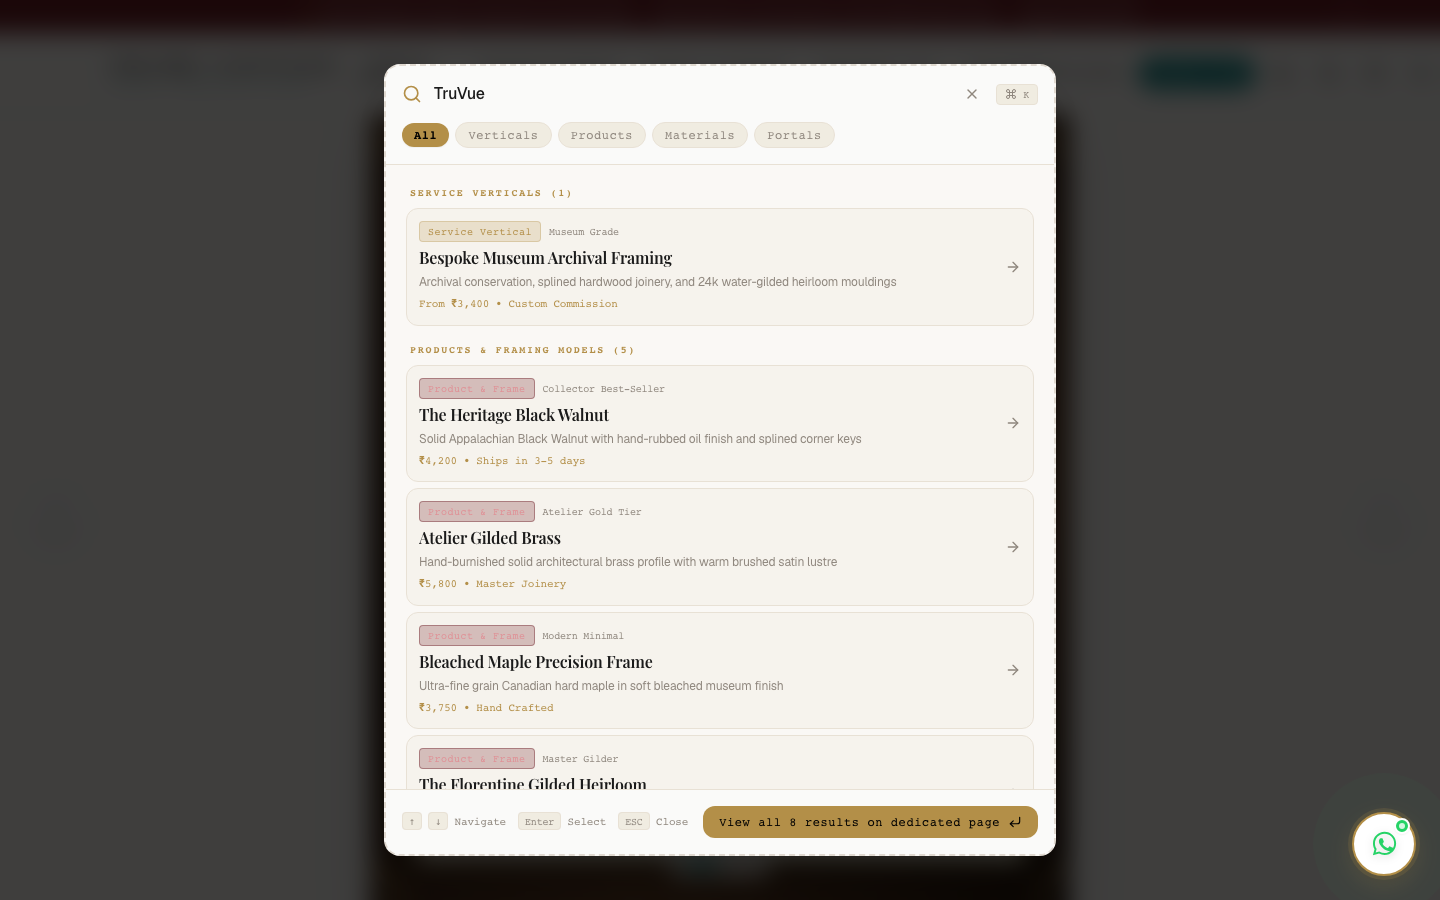 TruVue
⌘ K
All
Verticals
Products
Materials
Portals
SERVICE VERTICALS (1)
Service Vertical
Museum Grade
Bespoke Museum Archival Framing
Archival conservation, splined hardwood joinery, and 24k water-gilded heirloom mouldings
From ₹3,400 • Custom Commission
PRODUCTS & FRAMING MODELS (5)
Product & Frame
Collector Best-Seller
The Heritage Black Walnut
Solid Appalachian Black Walnut with hand-rubbed oil finish and splined corner keys
₹4,200 • Ships in 3-5 days
Product & Frame
Atelier Gold Tier
Atelier Gilded Brass
Hand-burnished solid architectural brass profile with warm brushed satin lustre
₹5,800 • Master Joinery
Product & Frame
Modern Minimal
Bleached Maple Precision Frame
Ultra-fine grain Canadian hard maple in soft bleached museum finish
₹3,750 • Hand Crafted
Product & Frame
Master Gilder
The Florentine Gilded Heirloom
↑ ↓ Navigate
Enter Select
ESC Close
View all 8 results on dedicated page